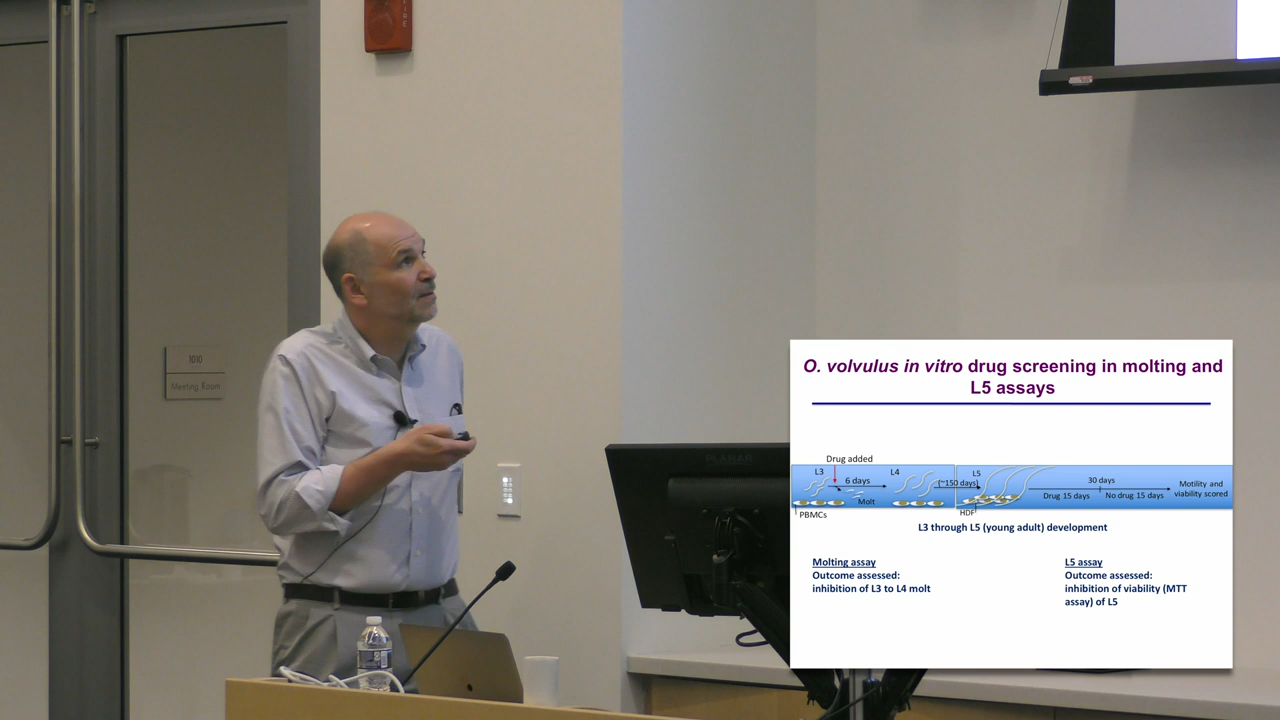 FIRE
1010
Meeting Room
PLANAR
O. volvulus in vitro drug screening in molting and
L5 assays
Drug added
L3
6 days
Molt
L4
(~150 days)
L5
30 days
Drug 15 days
No drug 15 days
Motility and
viability scored
PBMCs
HDF
L3 through L5 (young adult) development
Molting assay
Outcome assessed:
inhibition of L3 to L4 molt
L5 assay
Outcome assessed:
inhibition of viability (MTT
assay) of L5